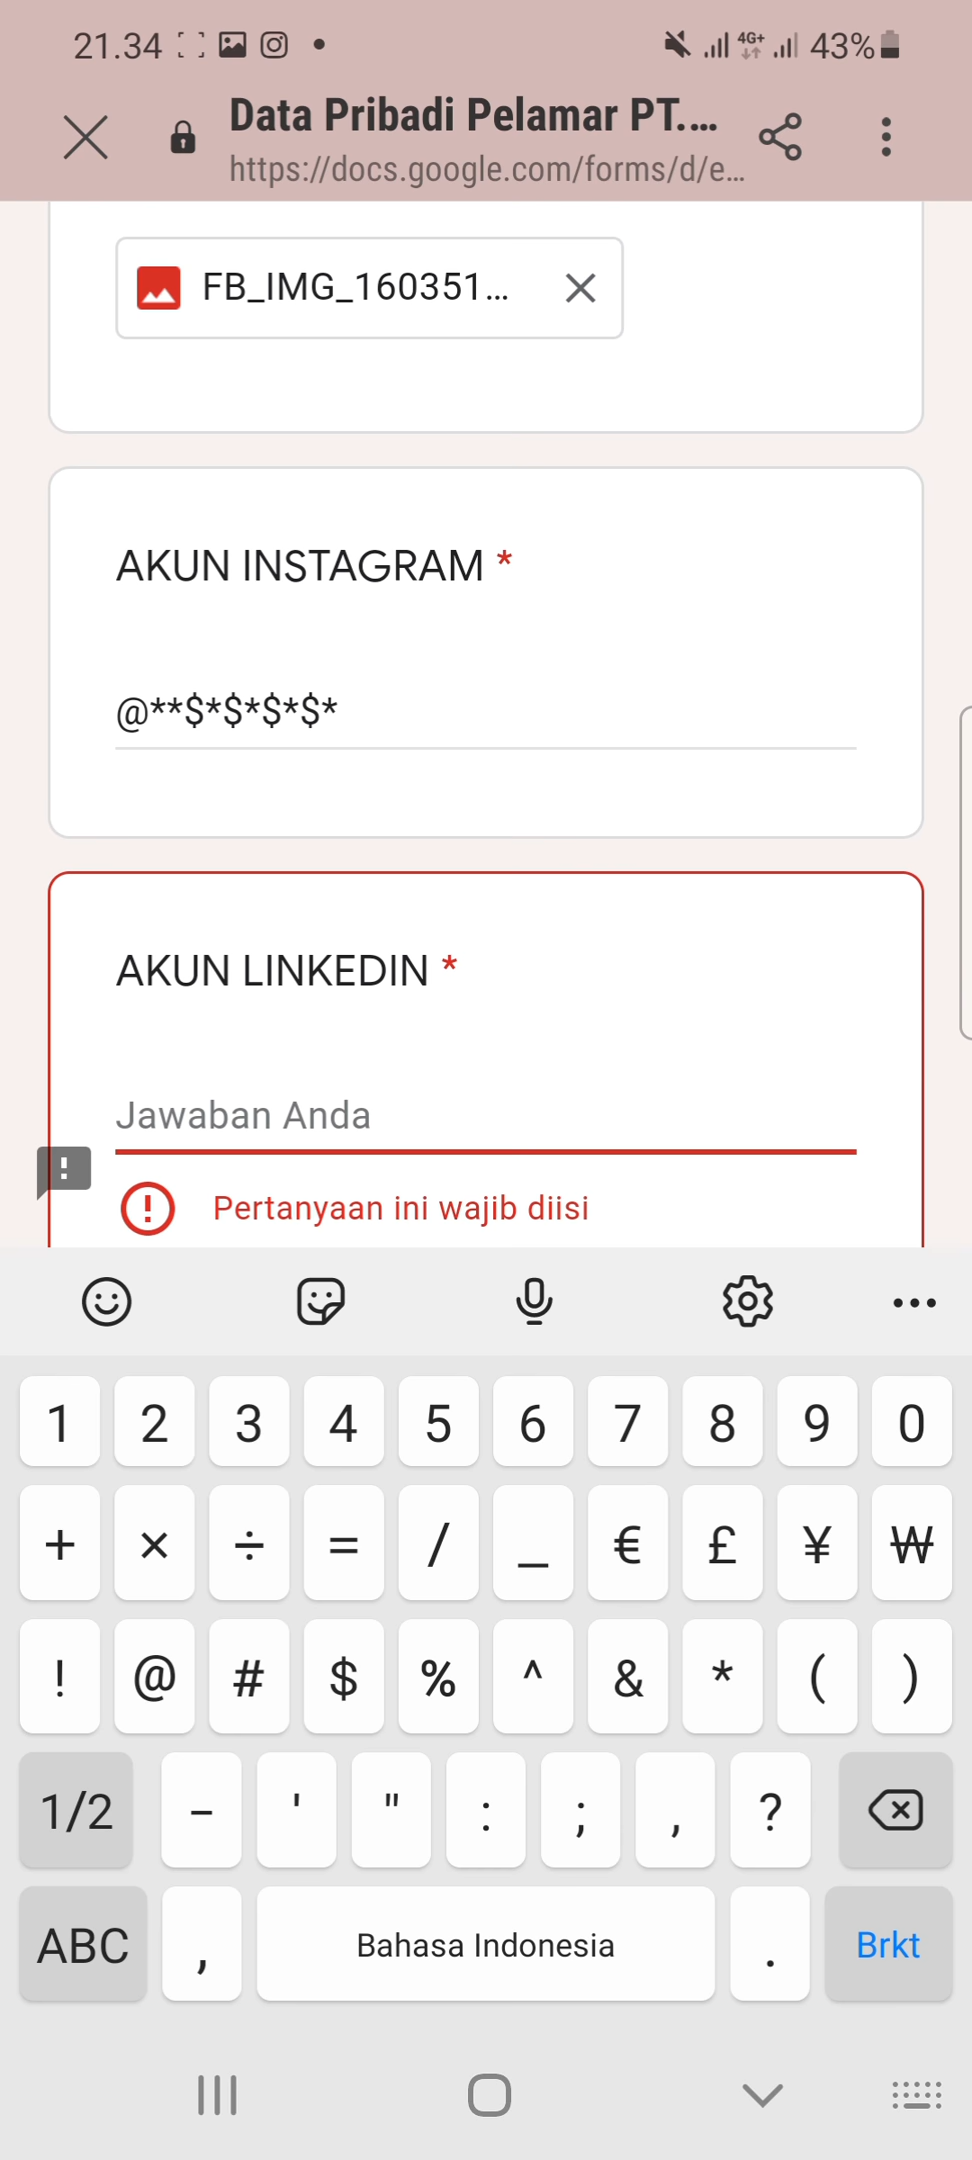 21.34
4G+
43%
Data Pribadi Pelamar PT....
https://docs.google.com/forms/d/e...
FB_IMG_160351...
AKUN INSTAGRAM *
@**$*$*$*$*
AKUN LINKEDIN *
Jawaban Anda
!
! Pertanyaan ini wajib diisi
1 2 3 4 5 6 7 8 9 0
+ × ÷ = / _ € £ ¥ ₩
! @ # $ % ^ & * ( )
1/2 - ' " : ; , ?
ABC , Bahasa Indonesia . Brkt